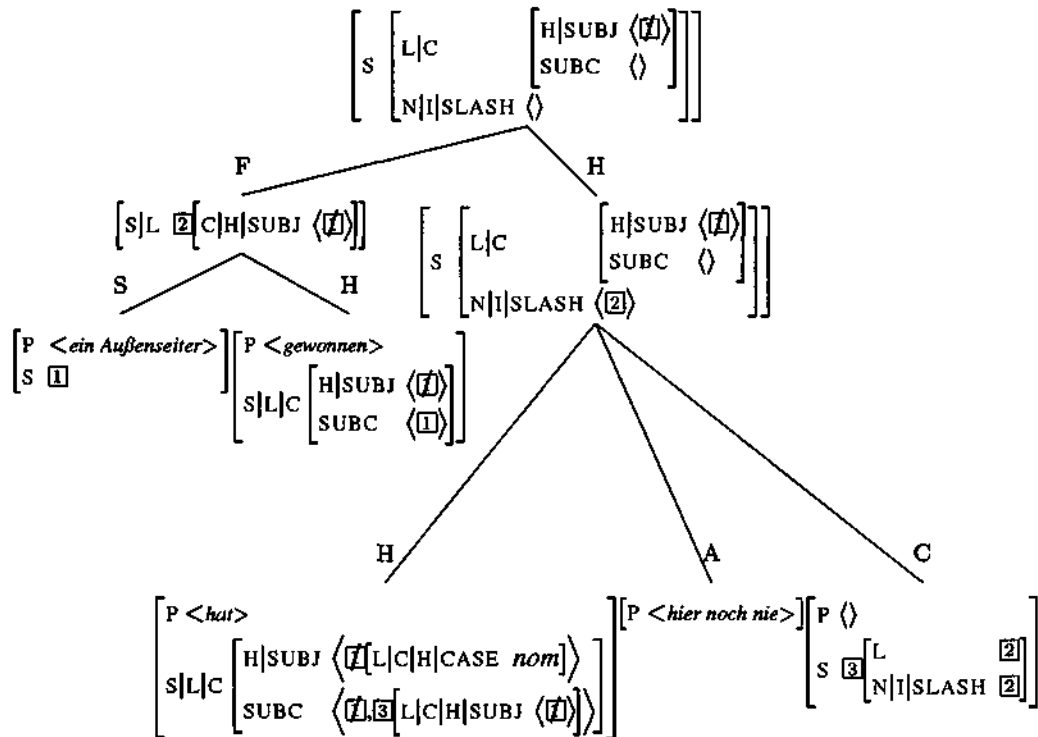 H|SUBJ ⟨[1̸]⟩
S L|C
SUBC ⟨⟩
N|I|SLASH ⟨⟩
F H
S|L [2] [C|H|SUBJ ⟨[1̸]⟩]
H|SUBJ ⟨[1̸]⟩
S L|C
SUBC ⟨⟩
N|I|SLASH ⟨[2]⟩
S H
P <ein Außenseiter>
S [1]
P <gewonnen>
H|SUBJ ⟨[1̸]⟩
S|L|C
SUBC ⟨[1]⟩
H A C
P <hat>
H|SUBJ ⟨[1̸][L|C|H|CASE nom]⟩
S|L|C
SUBC ⟨[1̸],[3][L|C|H|SUBJ ⟨[1̸]⟩]⟩
[P <hier noch nie>]
P ⟨⟩
L [2]
S [3]
N|I|SLASH [2]